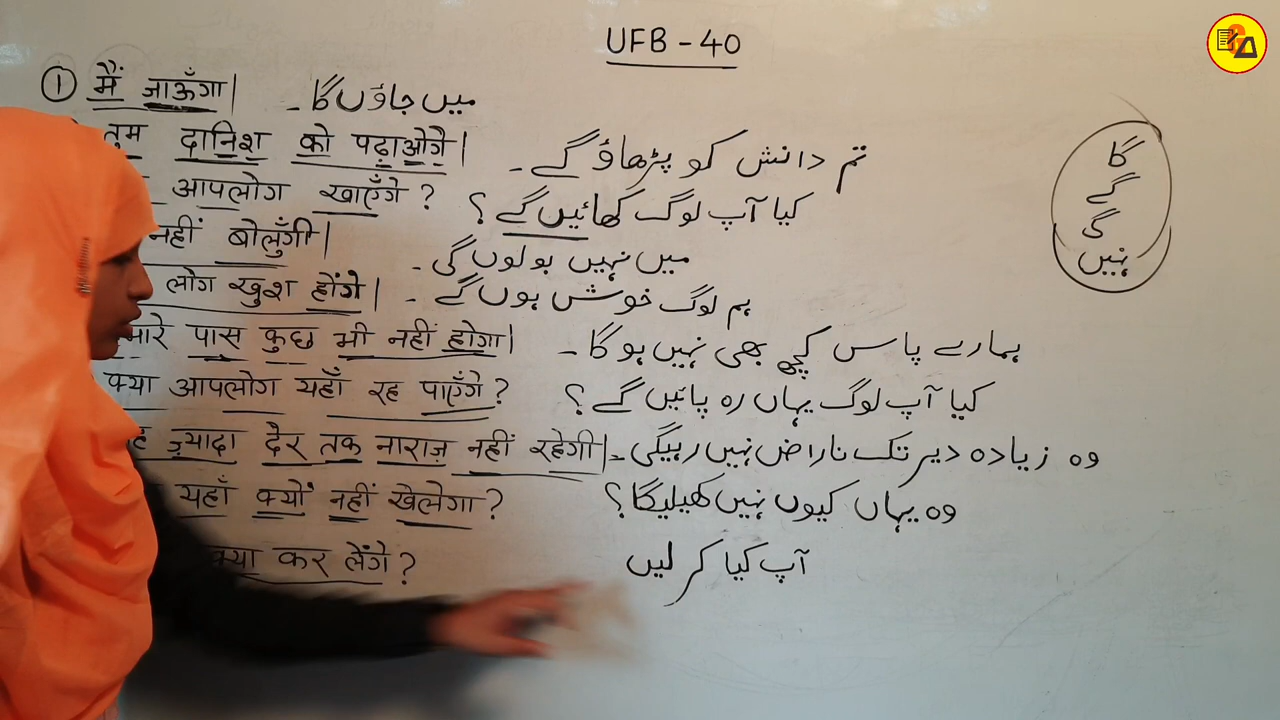 UFB - 40
① मैं जाऊँगा| میں جاؤں گا ۔
तुम दानिश को पढ़ाओगे| تم دانش کو پڑھاؤ گے ۔
आपलोग खाएँगे? کیا آپ لوگ کھائیں گے ؟
नहीं बोलुँगी| میں نہیں بولوں گی ۔
लोग खुश होंगे| ہم لوگ خوش ہوں گے ۔
मारे पास कुछ भी नहीं होगा| ہمارے پاس کچھ بھی نہیں ہوگا ۔
क्या आपलोग यहाँ रह पाएँगे? کیا آپ لوگ یہاں رہ پائیں گے ؟
ज़्यादा देर तक नाराज़ नहीं रहेगी| وہ زیادہ دیر تک ناراض نہیں رہیگی ۔
यहाँ क्यों नहीं खेलेगा? وہ یہاں کیوں نہیں کھیلیگا؟
क्या कर लेंगे? آپ کیا کر لیں
گا
گے
گی
نہیں